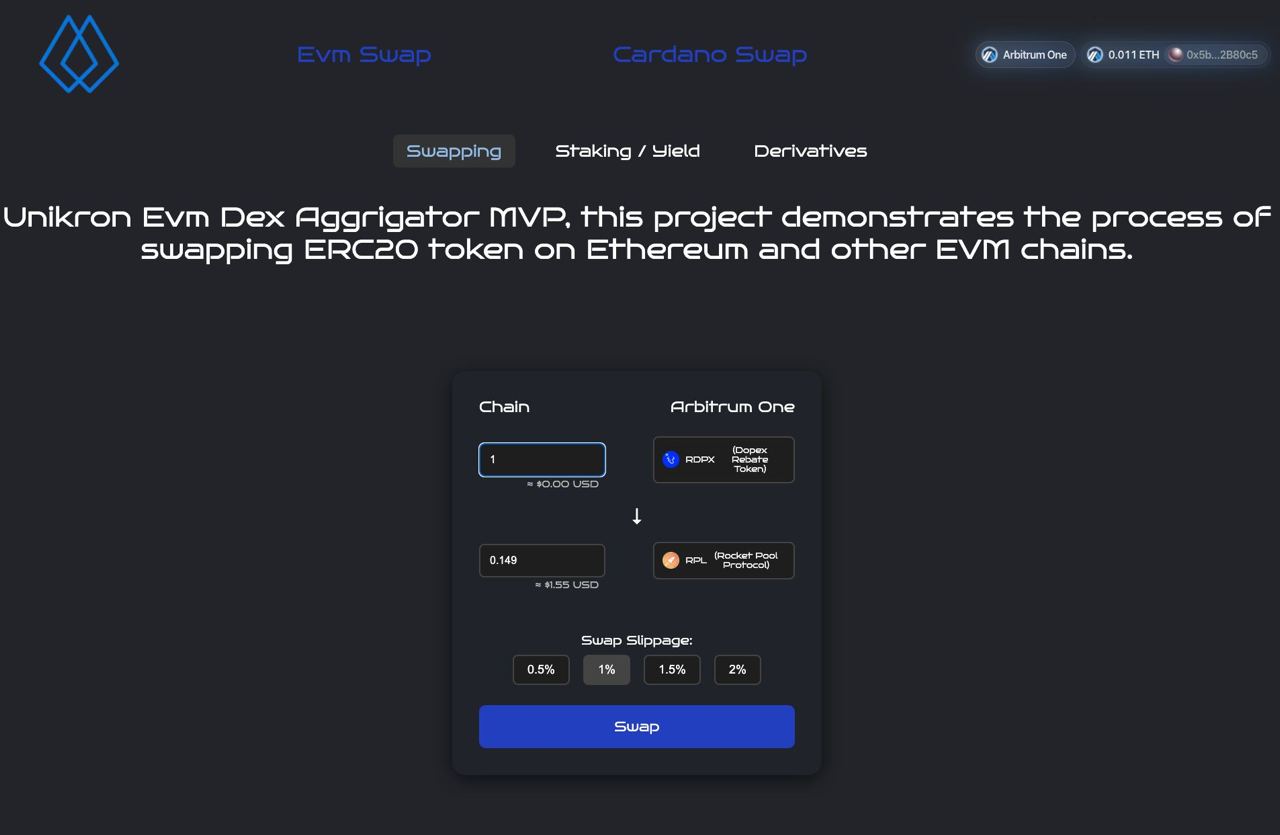 Evm Swap
Cardano Swap
Arbitrum One
0.011 ETH
0x5b...2B80c5
Swapping
Staking / Yield
Derivatives
Unikron Evm Dex Aggrigator MVP, this project demonstrates the process of
swapping ERC20 token on Ethereum and other EVM chains.
Chain
Arbitrum One
1
≈ $0.00 USD
RDPX
(Dopex
Rebate
Token)
↓
0.149
≈ $1.55 USD
RPL
(Rocket Pool
Protocol)
Swap Slippage:
0.5%
1%
1.5%
2%
Swap